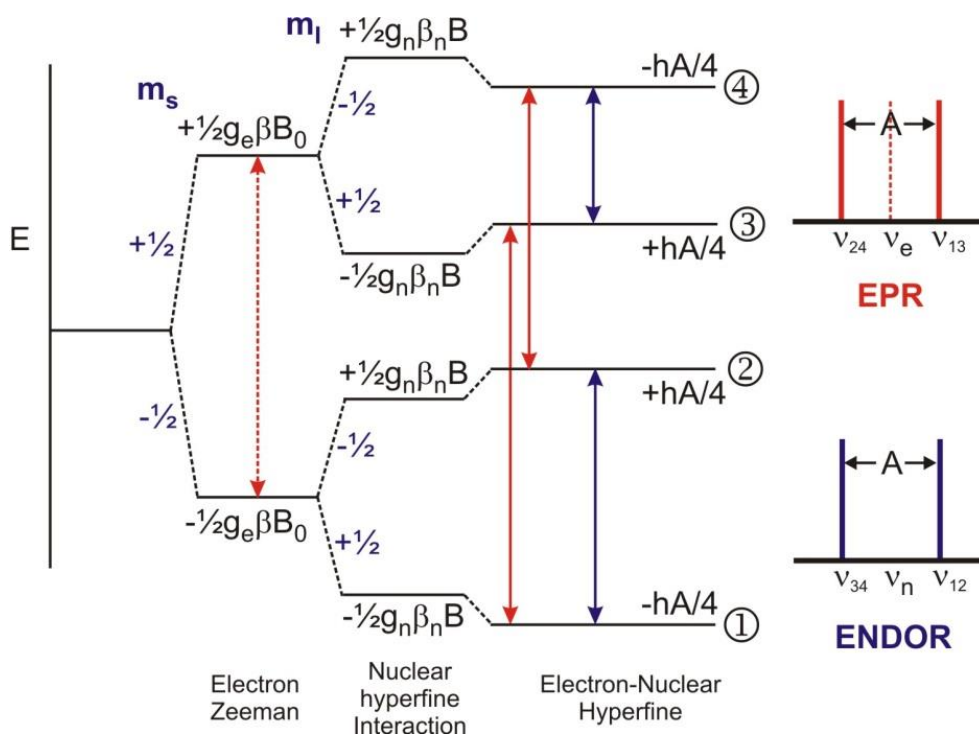 E
m_s
+½g_eβB_0
+½
-½
-½g_eβB_0
m_I
+½g_nβ_nB
-½
+½
-½g_nβ_nB
+½g_nβ_nB
-½
+½
-½g_nβ_nB
-hA/4 ④
③
+hA/4
②
+hA/4
-hA/4 ①
Electron
Zeeman
Nuclear
hyperfine
Interaction
Electron-Nuclear
Hyperfine
A
ν_24 ν_e ν_13
EPR
A
ν_34 ν_n ν_12
ENDOR